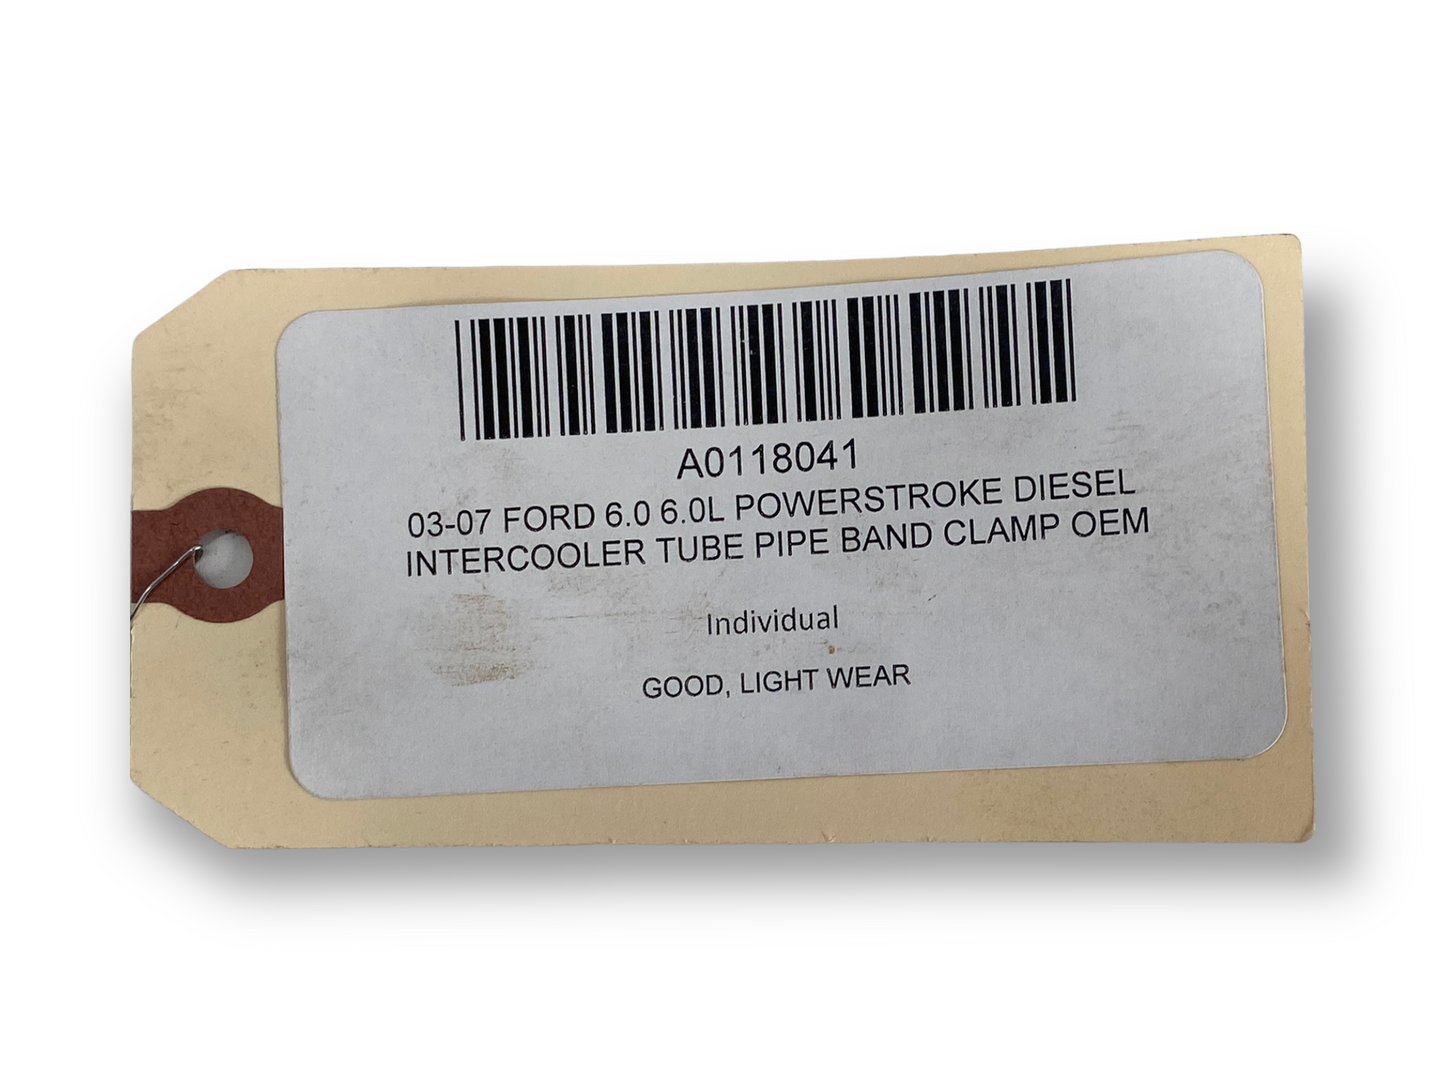 A0118041
03-07 FORD 6.0 6.0L POWERSTROKE DIESEL
INTERCOOLER TUBE PIPE BAND CLAMP OEM
Individual
GOOD, LIGHT WEAR